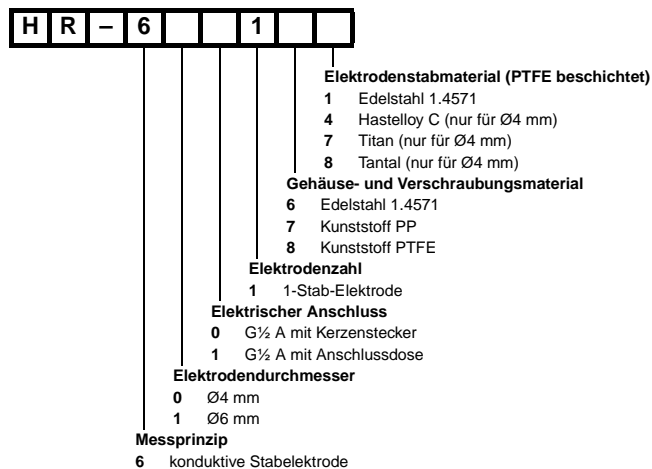 H R – 6 1
Elektrodenstabmaterial (PTFE beschichtet)
1 Edelstahl 1.4571
4 Hastelloy C (nur für Ø4 mm)
7 Titan (nur für Ø4 mm)
8 Tantal (nur für Ø4 mm)
Gehäuse- und Verschraubungsmaterial
6 Edelstahl 1.4571
7 Kunststoff PP
8 Kunststoff PTFE
Elektrodenzahl
1 1-Stab-Elektrode
Elektrischer Anschluss
0 G½ A mit Kerzenstecker
1 G½ A mit Anschlussdose
Elektrodendurchmesser
0 Ø4 mm
1 Ø6 mm
Messprinzip
6 konduktive Stabelektrode